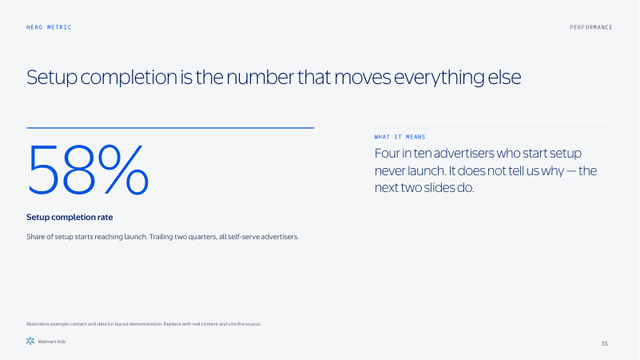 HERO METRIC
PERFORMANCE
Setup completion is the number that moves everything else
58%
Setup completion rate
Share of setup starts reaching launch. Trailing two quarters, all self-serve advertisers.
WHAT IT MEANS
Four in ten advertisers who start setup
never launch. It does not tell us why — the
next two slides do.
Illustrative example content and data for layout demonstration. Replace with real content and cite the source.
Walmart Ads
35